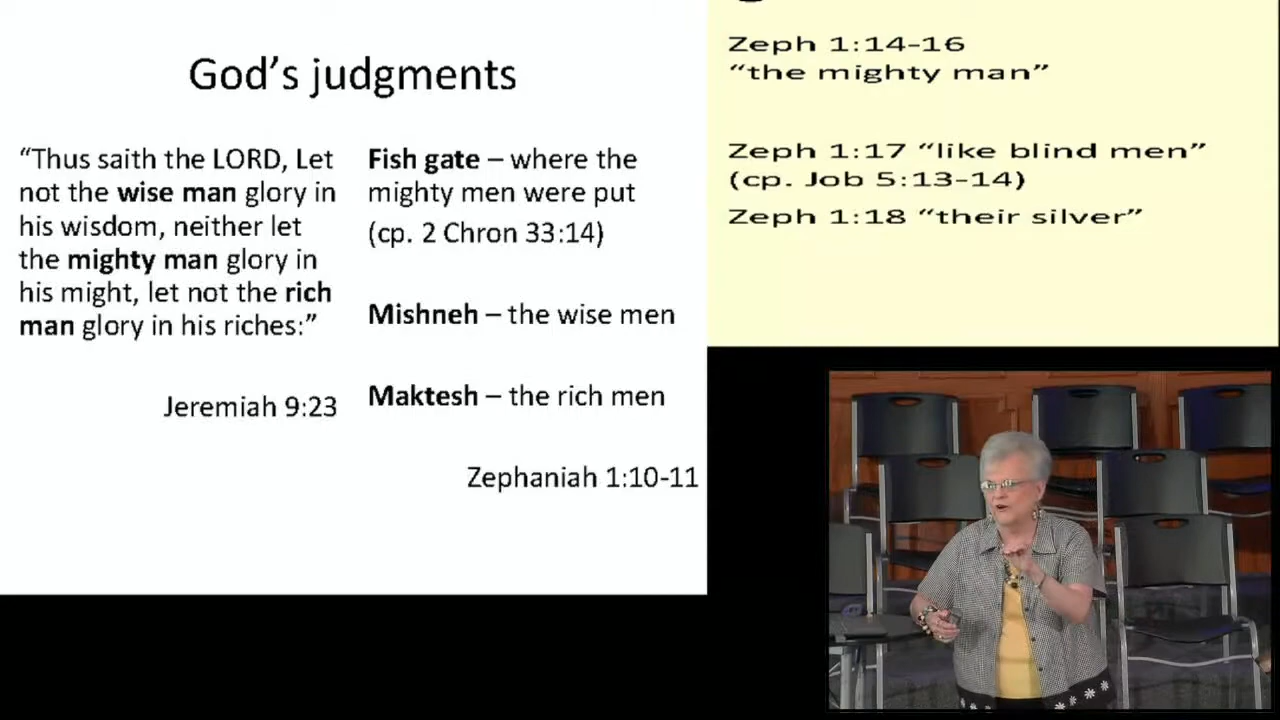 God’s judgments
“Thus saith the LORD, Let
not the wise man glory in
his wisdom, neither let
the mighty man glory in
his might, let not the rich
man glory in his riches:”
Jeremiah 9:23
Fish gate – where the
mighty men were put
(cp. 2 Chron 33:14)
Mishneh – the wise men
Maktesh – the rich men
Zephaniah 1:10-11
Zeph 1:14-16
“the mighty man”
Zeph 1:17 “like blind men”
(cp. Job 5:13-14)
Zeph 1:18 “their silver”